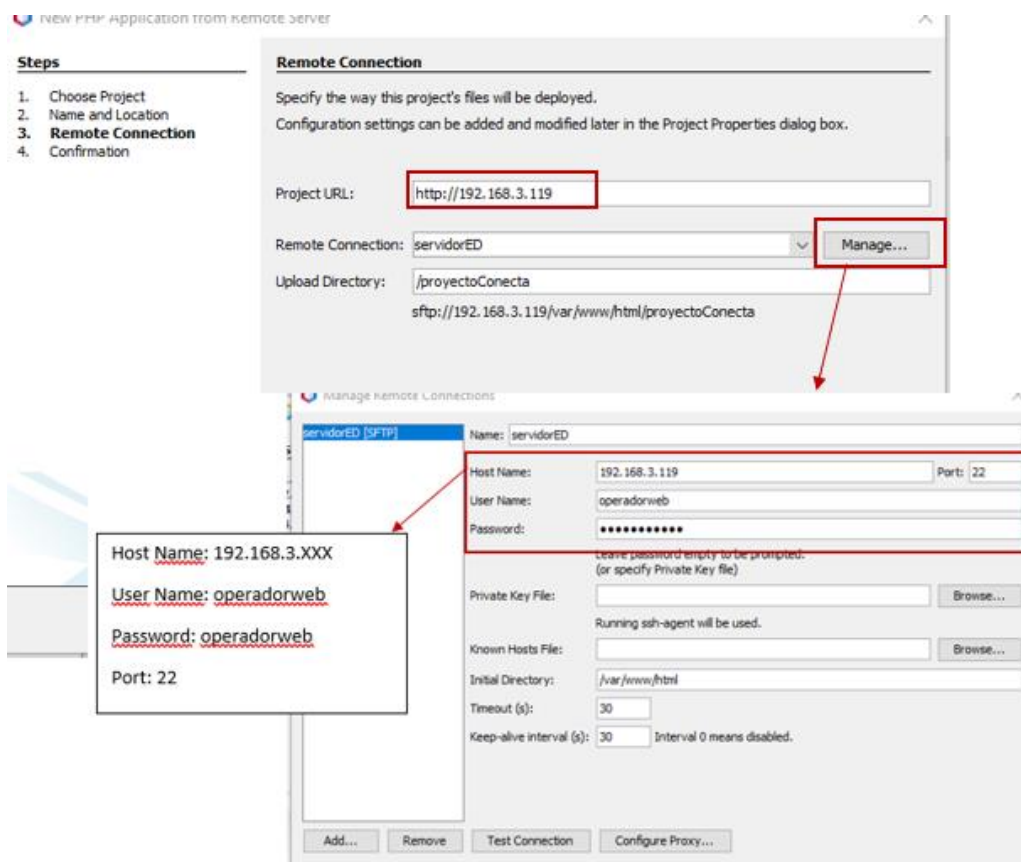 New PHP Application from Remote Server
Steps
1. Choose Project
2. Name and Location
3. Remote Connection
4. Confirmation
Remote Connection
Specify the way this project's files will be deployed.
Configuration settings can be added and modified later in the Project Properties dialog box.
Project URL: http://192.168.3.119
Remote Connection: servidorED Manage...
Upload Directory: /proyectoConecta
sftp://192.168.3.119/var/www/html/proyectoConecta
Manage Remote Connections
servidorED [SFTP]
Name: servidorED
Host Name: 192.168.3.119 Port: 22
User Name: operadorweb
Password: •••••••••••
Leave password empty to be prompted.
(or specify Private Key file)
Private Key File: Browse...
Running ssh-agent will be used.
Known Hosts File: Browse...
Initial Directory: /var/www/html
Timeout (s): 30
Keep-alive interval (s): 30 Interval 0 means disabled.
Add... Remove Test Connection Configure Proxy...
Host Name: 192.168.3.XXX
User Name: operadorweb
Password: operadorweb
Port: 22